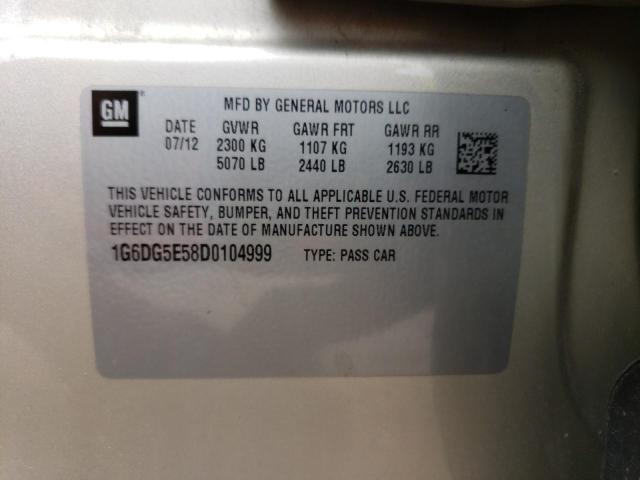 GM
MFD BY GENERAL MOTORS LLC
DATE GVWR GAWR FRT GAWR RR
07/12 2300 KG 1107 KG 1193 KG
5070 LB 2440 LB 2630 LB
THIS VEHICLE CONFORMS TO ALL APPLICABLE U.S. FEDERAL MOTOR
VEHICLE SAFETY, BUMPER, AND THEFT PREVENTION STANDARDS IN
EFFECT ON THE DATE OF MANUFACTURE SHOWN ABOVE.
1G6DG5E58D0104999 TYPE: PASS CAR